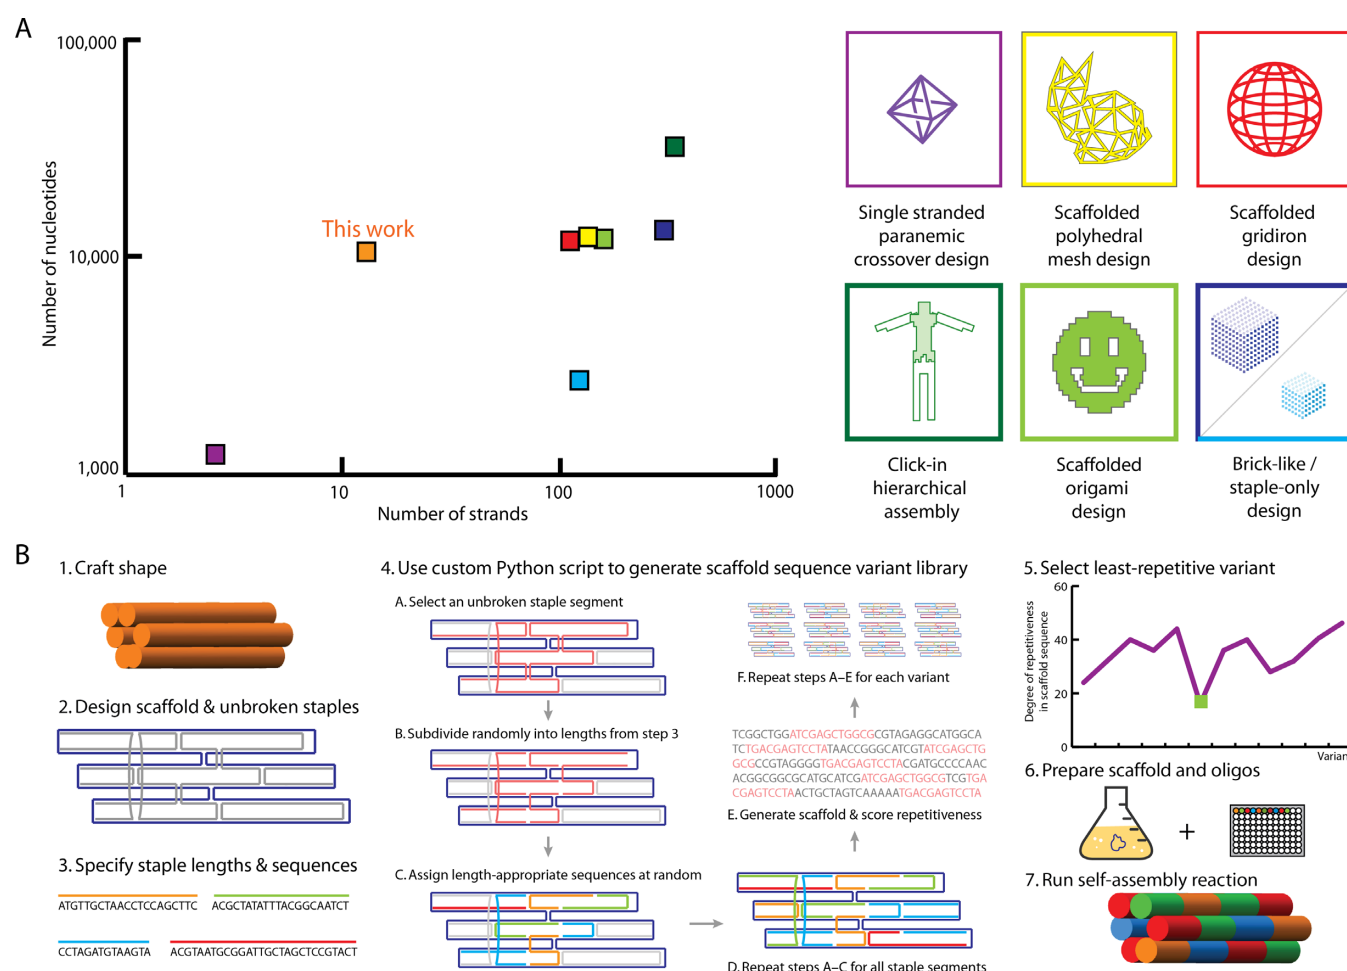 A
100,000
10,000
1,000
Number of nucleotides
This work
1
10
100
1000
Number of strands
Single stranded
paranemic
crossover design
Scaffolded
polyhedral
mesh design
Scaffolded
gridiron
design
Click-in
hierarchical
assembly
Scaffolded
origami
design
Brick-like /
staple-only
design
B
1. Craft shape
2. Design scaffold & unbroken staples
3. Specify staple lengths & sequences
ATGTTGCTAACCTCCAGCTTC
ACGCTATATTTACGGCAATCT
CCTAGATGTAAGTA
ACGTAATGCGGATTGCTAGCTCCGTACT
4. Use custom Python script to generate scaffold sequence variant library
A. Select an unbroken staple segment
B. Subdivide randomly into lengths from step 3
C. Assign length-appropriate sequences at random
D. Repeat steps A–C for all staple segments
TCGGCTGGATCGAGCTGGCGCGTAGAGGCATGGCA
TCTGACGAGTCCTATAACCGGGCATCGTATCGAGCTG
GCGCCGTAGGGGTGACGAGTCCTACGATGCCCCAAC
ACGGCGGCGCATGCATCGATCGAGCTGGCGTCGTGA
CGAGTCCTAACTGCTAGTCAAAAATGACGAGTCCTA
E. Generate scaffold & score repetitiveness
F. Repeat steps A–E for each variant
5. Select least-repetitive variant
60
40
20
0
Degree of repetitiveness
in scaffold sequence
Varian
6. Prepare scaffold and oligos
+
7. Run self-assembly reaction